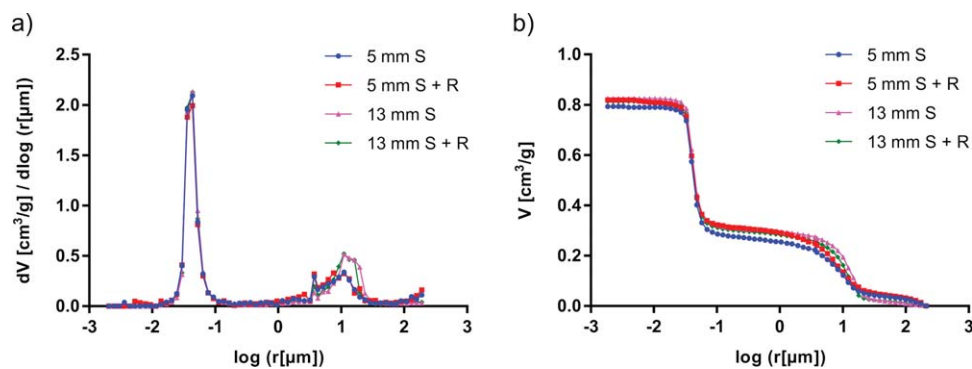 a)
5 mm S
5 mm S + R
13 mm S
13 mm S + R
dV [cm³/g] / dlog (r[μm])
2.5
2.0
1.5
1.0
0.5
0.0
-3 -2 -1 0 1 2 3
log (r[μm])
b)
5 mm S
5 mm S + R
13 mm S
13 mm S + R
V [cm³/g]
1.0
0.8
0.6
0.4
0.2
0.0
-3 -2 -1 0 1 2 3
log (r[μm])